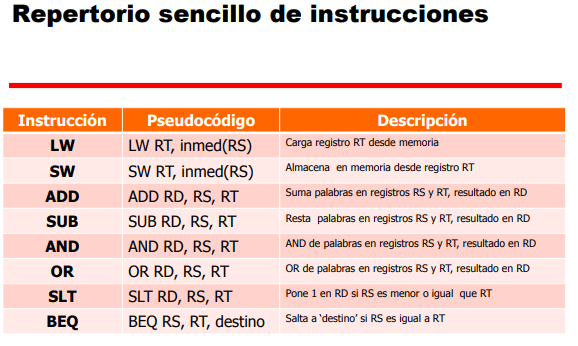 Repertorio sencillo de instrucciones
Instrucción Pseudocódigo Descripción
LW LW RT, inmed(RS) Carga registro RT desde memoria
SW SW RT, inmed(RS) Almacena en memoria desde registro RT
ADD ADD RD, RS, RT Suma palabras en registros RS y RT, resultado en RD
SUB SUB RD, RS, RT Resta palabras en registros RS y RT, resultado en RD
AND AND RD, RS, RT AND de palabras en registros RS y RT, resultado en RD
OR OR RD, RS, RT OR de palabras en registros RS y RT, resultado en RD
SLT SLT RD, RS, RT Pone 1 en RD si RS es menor o igual que RT
BEQ BEQ RS, RT, destino Salta a ‘destino’ si RS es igual a RT